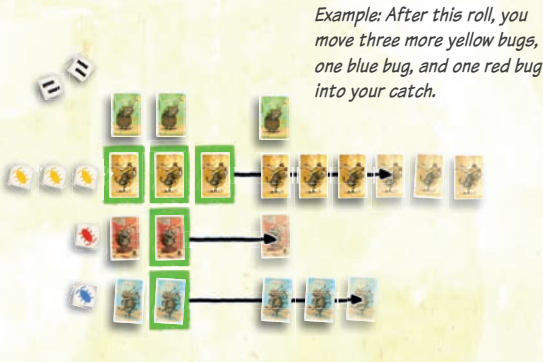 Example: After this roll, you
move three more yellow bugs,
one blue bug, and one red bug
into your catch.